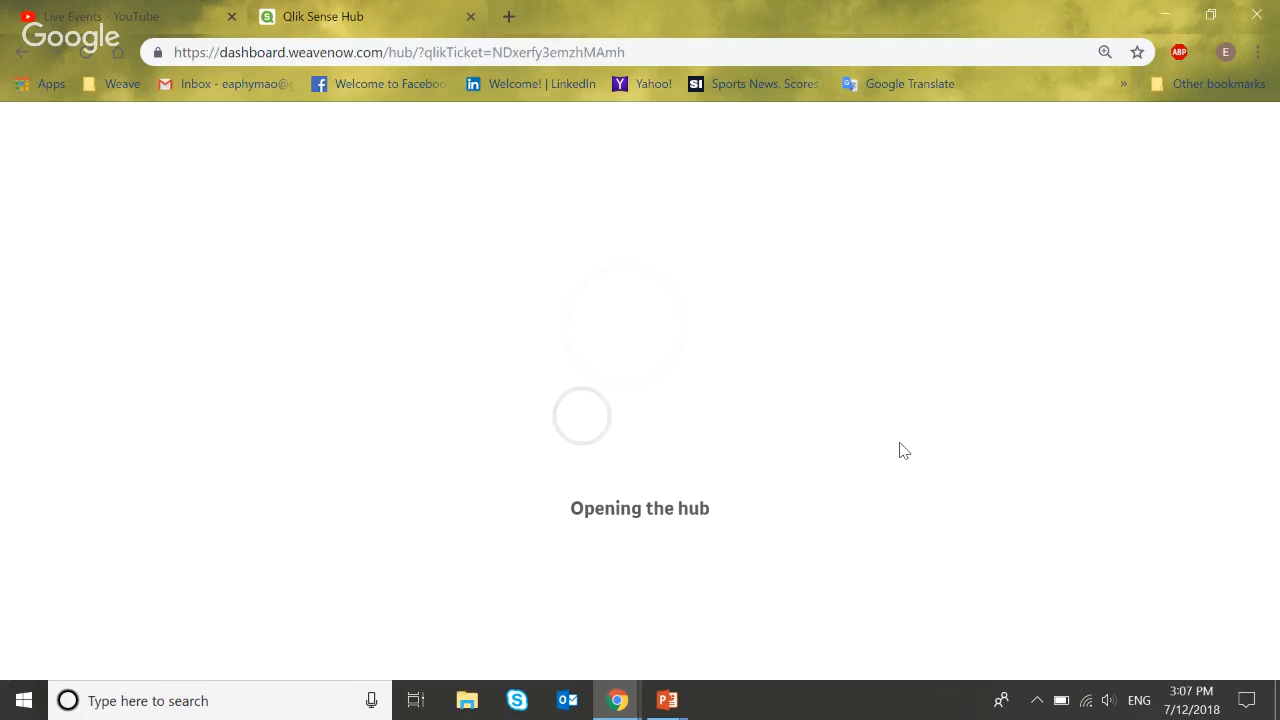 Live Events - YouTube
Qlik Sense Hub
Google
https://dashboard.weavenow.com/hub/?qlikTicket=NDxerfy3emzhMAmh
ABP
E
Apps
Weave
Inbox - eaphymao@g
Welcome to Faceboo
Welcome! | LinkedIn
Yahoo!
SI
Sports News, Scores
Google Translate
»
Other bookmarks
Opening the hub
Type here to search
ENG
3:07 PM
7/12/2018